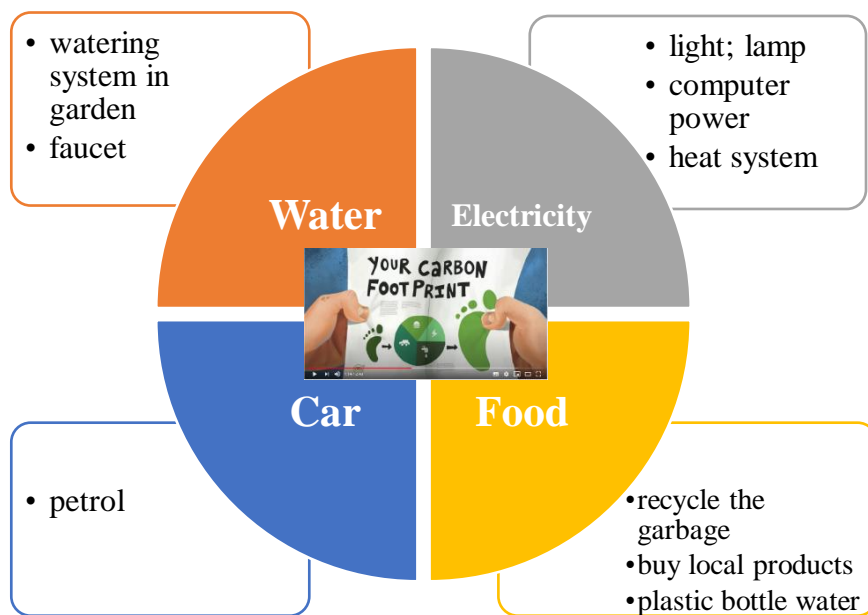 • watering
system in
garden
• faucet
• light; lamp
• computer
power
• heat system
Water
Electricity
YOUR CARBON
FOOTPRINT
Car
Food
• petrol
•recycle the
garbage
•buy local products
•plastic bottle water